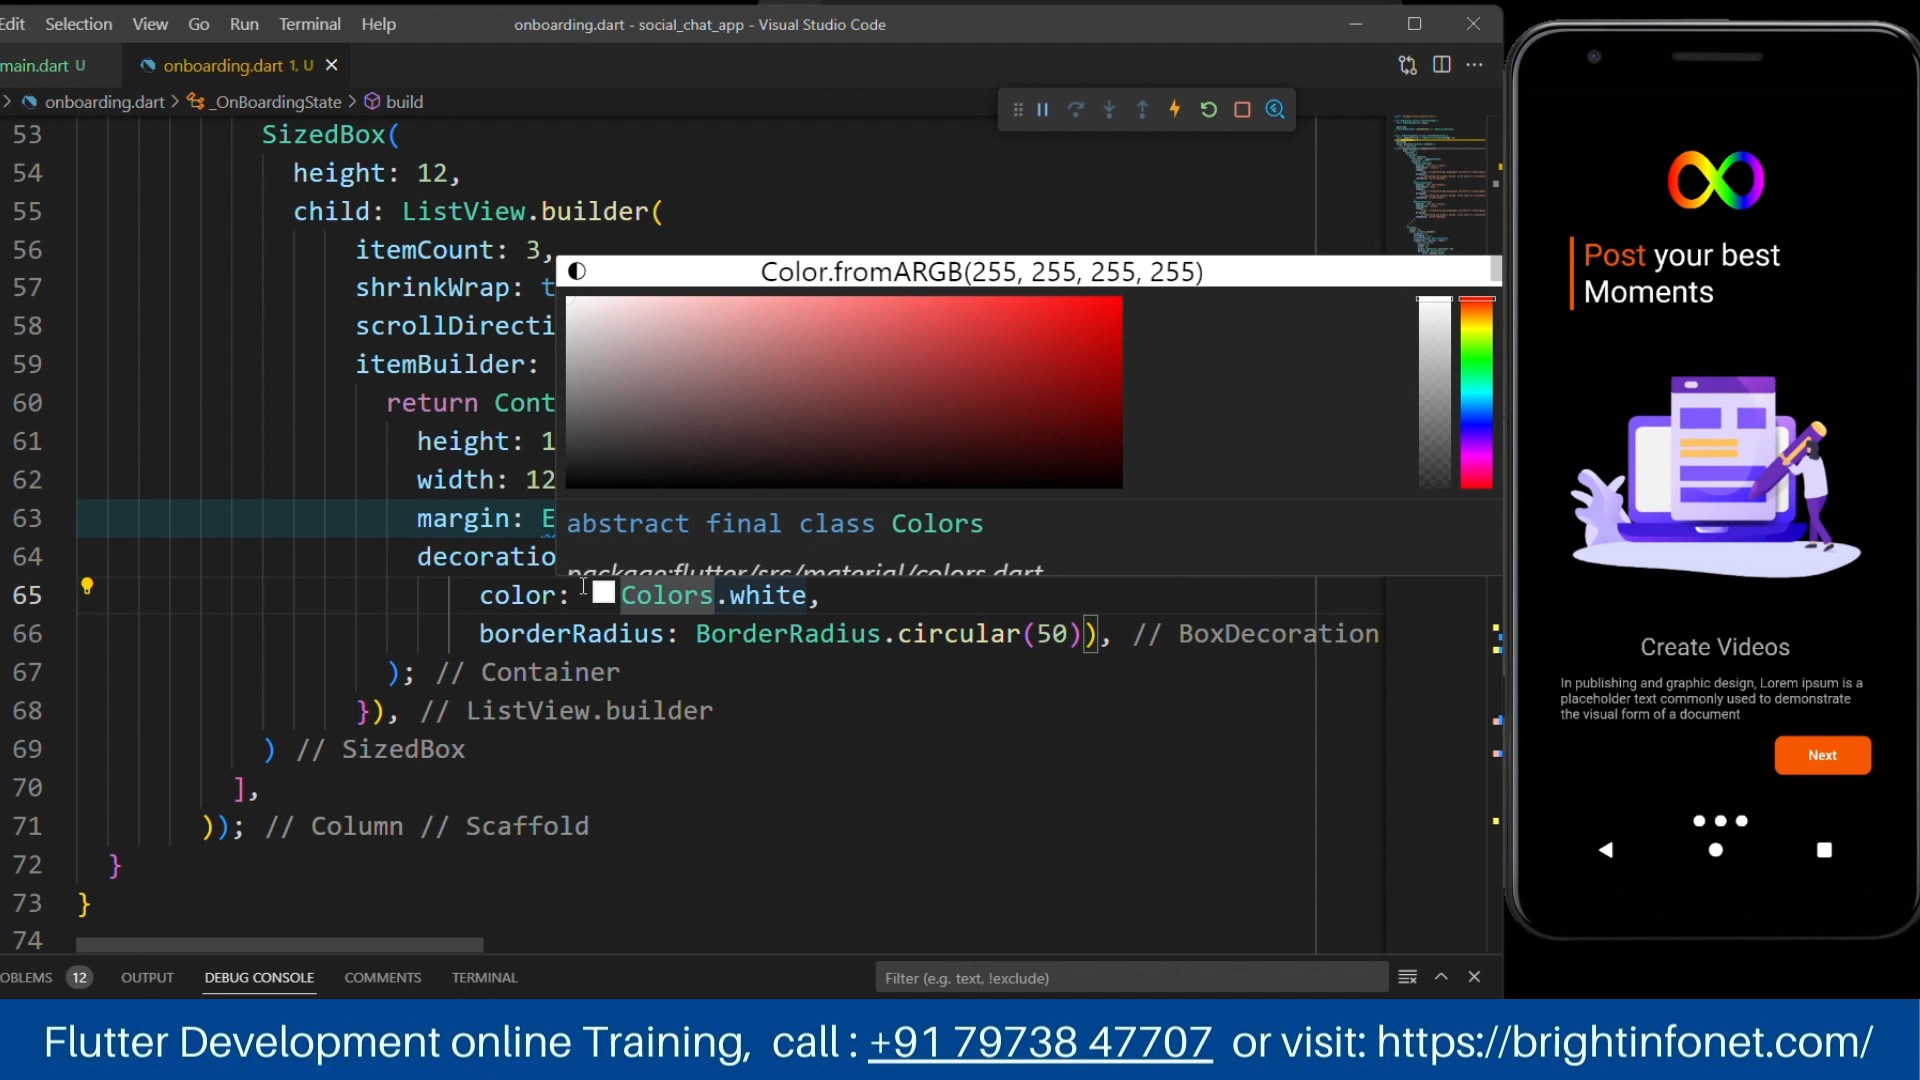 Edit Selection View Go Run Terminal Help onboarding.dart - social_chat_app - Visual Studio Code
main.dart U onboarding.dart 1, U
onboarding.dart > _OnBoardingState > build
53 SizedBox(
54 height: 12,
55 child: ListView.builder(
56 itemCount: 3,
Color.fromARGB(255, 255, 255, 255)
57 shrinkWrap: t
58 scrollDirecti
59 itemBuilder:
60 return Cont
61 height: 1
62 width: 12
63 margin: E
abstract final class Colors
64 decoratio
package:flutter/src/material/colors.dart
65 color: Colors.white,
66 borderRadius: BorderRadius.circular(50)), // BoxDecoration
67 ); // Container
68 }), // ListView.builder
69 ) // SizedBox
70 ],
71 )); // Column // Scaffold
72 }
73 }
74
OBLEMS 12 OUTPUT DEBUG CONSOLE COMMENTS TERMINAL Filter (e.g. text, !exclude)
Post your best
Moments
Create Videos
In publishing and graphic design, Lorem ipsum is a
placeholder text commonly used to demonstrate
the visual form of a document
Next
Flutter Development online Training, call : +91 79738 47707 or visit: https://brightinfonet.com/